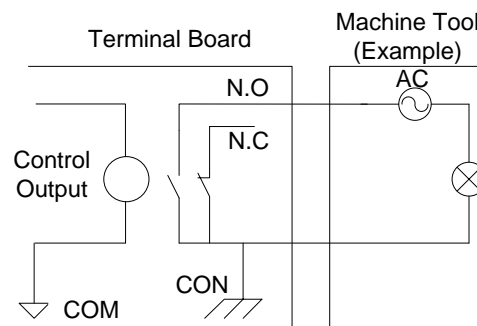 Terminal Board
Machine Tool
(Example)
N.O
AC
N.C
Control
Output
CON
COM